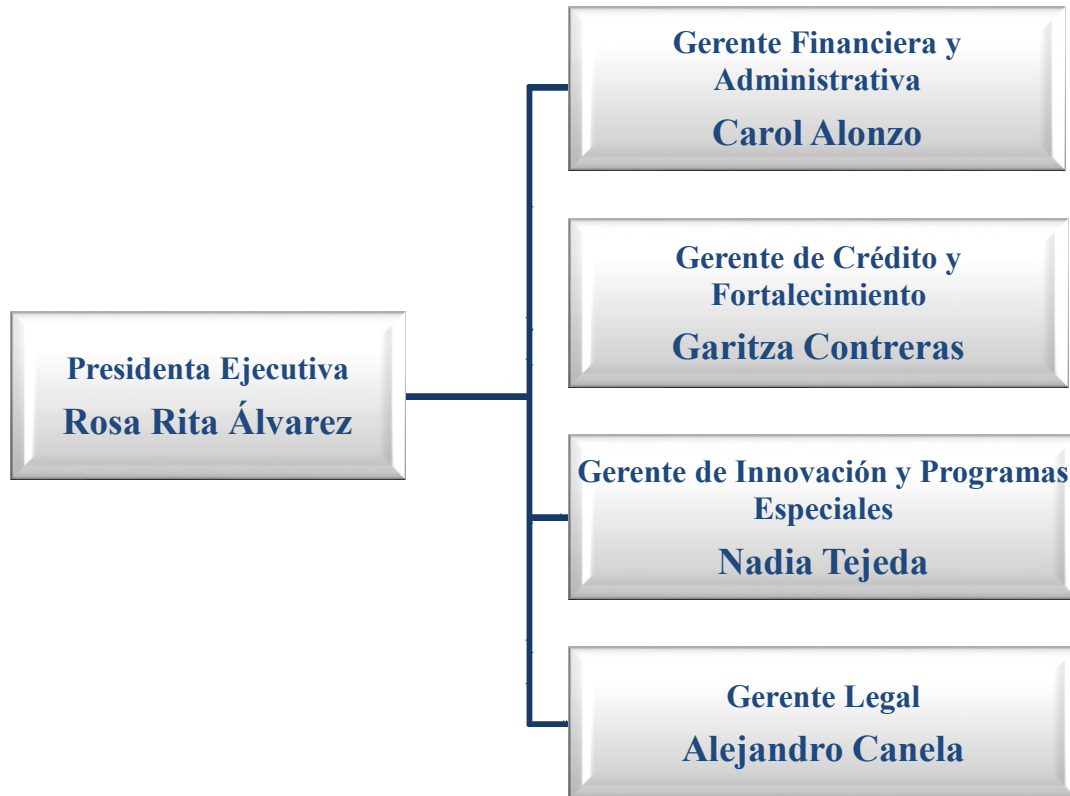 Presidenta Ejecutiva
Rosa Rita Álvarez
Gerente Financiera y
Administrativa
Carol Alonzo
Gerente de Crédito y
Fortalecimiento
Garitza Contreras
Gerente de Innovación y Programas
Especiales
Nadia Tejeda
Gerente Legal
Alejandro Canela